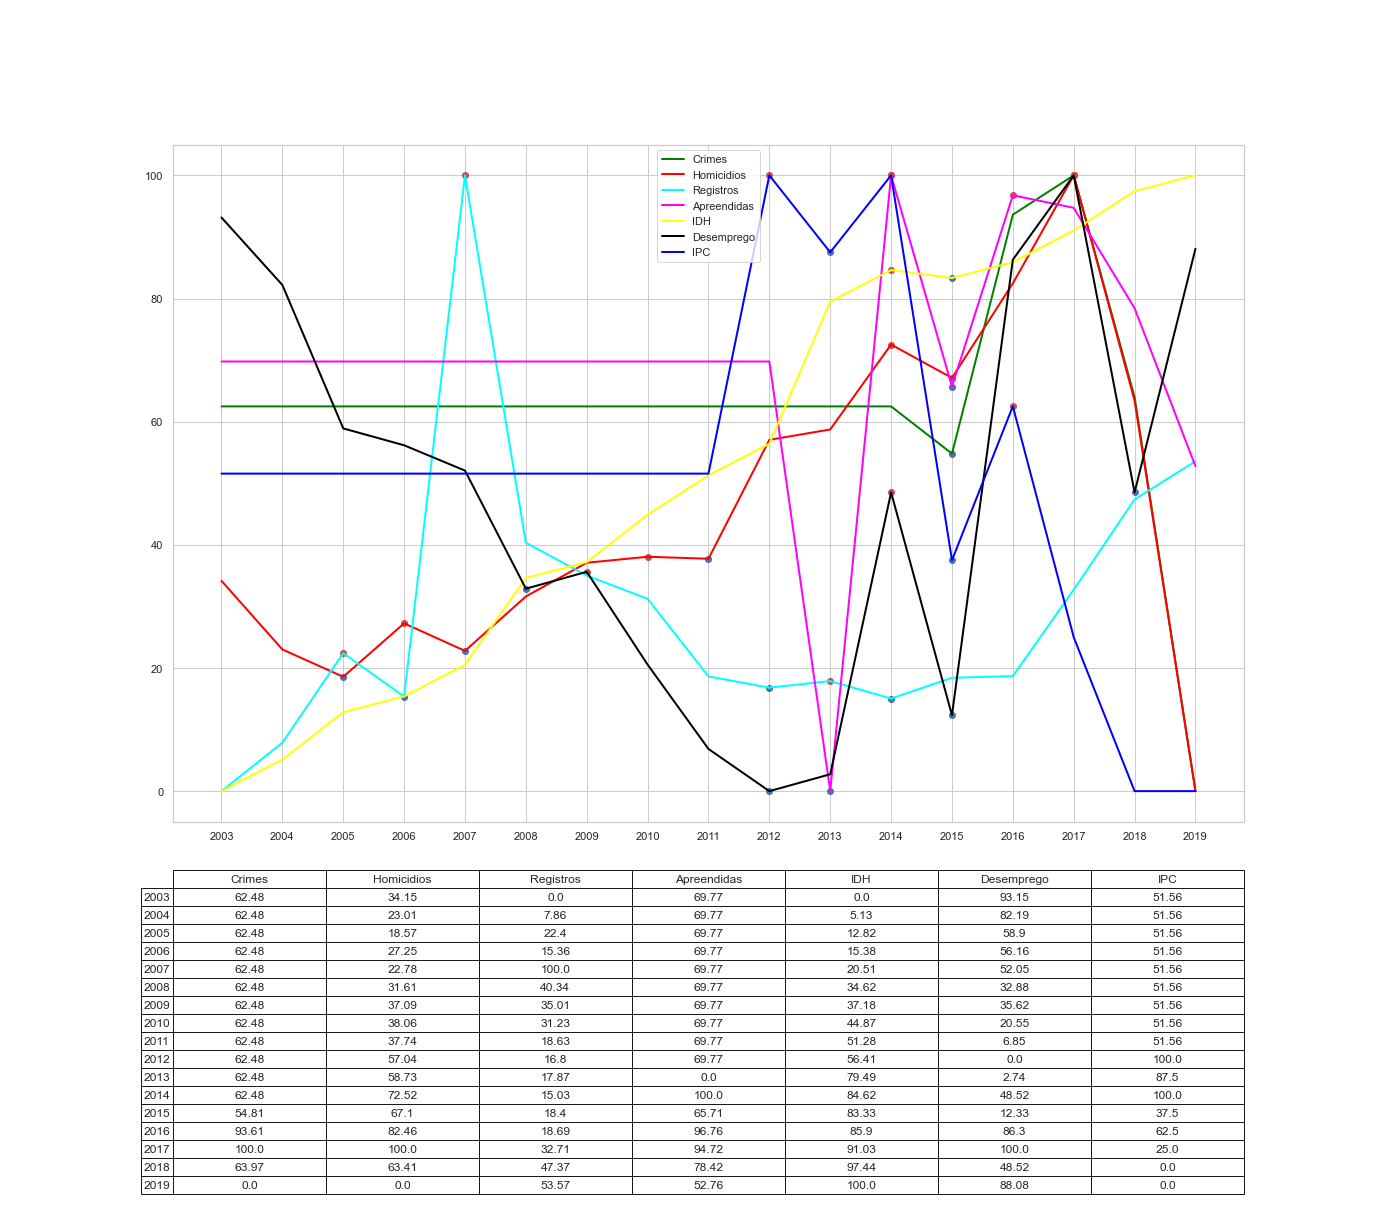 100
80
60
40
20
0
Crimes
Homicidios
Registros
Apreendidas
IDH
Desemprego
IPC
2003 2004 2005 2006 2007 2008 2009 2010 2011 2012 2013 2014 2015 2016 2017 2018 2019
Crimes Homicidios Registros Apreendidas IDH Desemprego IPC
2003 62.48 34.15 0.0 69.77 0.0 93.15 51.56
2004 62.48 23.01 7.86 69.77 5.13 82.19 51.56
2005 62.48 18.57 22.4 69.77 12.82 58.9 51.56
2006 62.48 27.25 15.36 69.77 15.38 56.16 51.56
2007 62.48 22.78 100.0 69.77 20.51 52.05 51.56
2008 62.48 31.61 40.34 69.77 34.62 32.88 51.56
2009 62.48 37.09 35.01 69.77 37.18 35.62 51.56
2010 62.48 38.06 31.23 69.77 44.87 20.55 51.56
2011 62.48 37.74 18.63 69.77 51.28 6.85 51.56
2012 62.48 57.04 16.8 69.77 56.41 0.0 100.0
2013 62.48 58.73 17.87 0.0 79.49 2.74 87.5
2014 62.48 72.52 15.03 100.0 84.62 48.52 100.0
2015 54.81 67.1 18.4 65.71 83.33 12.33 37.5
2016 93.61 82.46 18.69 96.76 85.9 86.3 62.5
2017 100.0 100.0 32.71 94.72 91.03 100.0 25.0
2018 63.97 63.41 47.37 78.42 97.44 48.52 0.0
2019 0.0 0.0 53.57 52.76 100.0 88.08 0.0